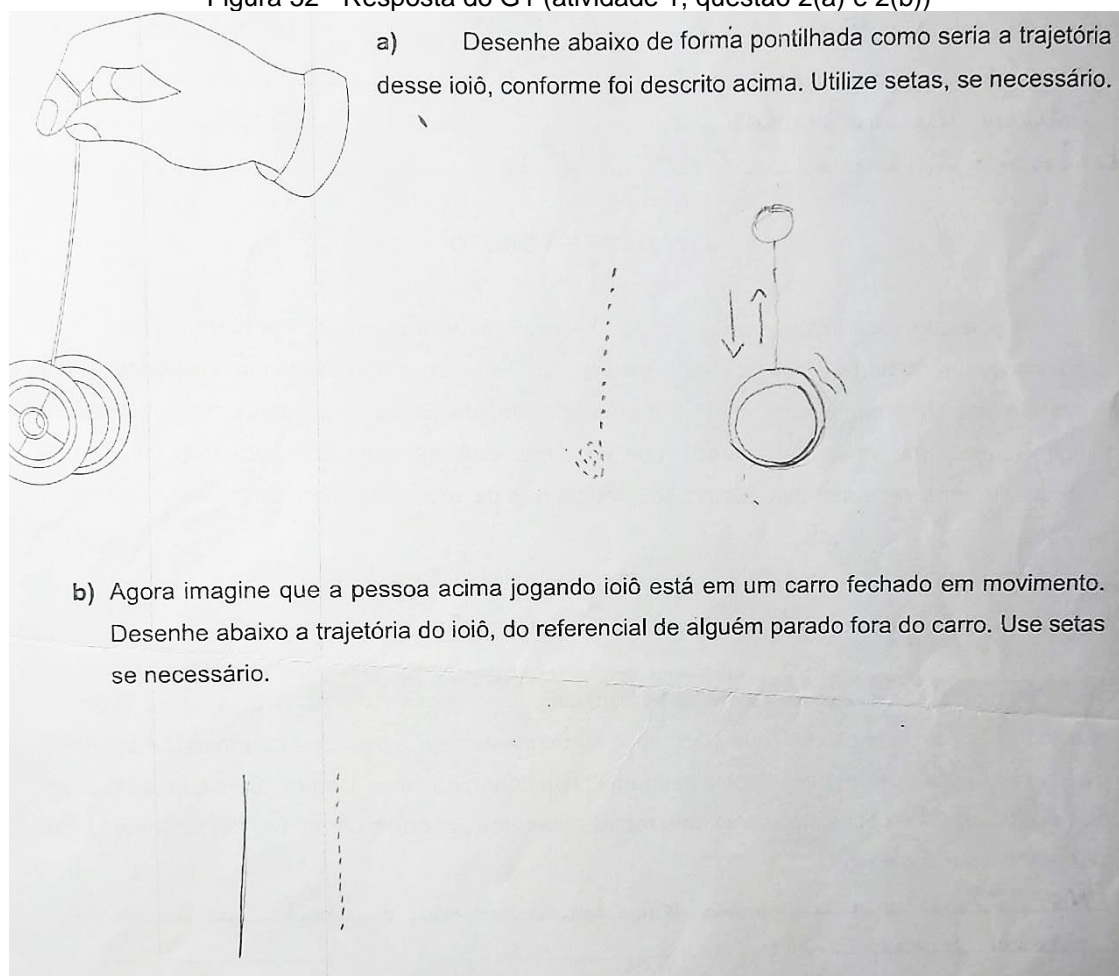 Figura 32 - Resposta do G1 (atividade 1, questão 2(a) e 2(b))
a) Desenhe abaixo de forma pontilhada como seria a trajetória
desse ioiô, conforme foi descrito acima. Utilize setas, se necessário.
b) Agora imagine que a pessoa acima jogando ioiô está em um carro fechado em movimento.
Desenhe abaixo a trajetória do ioiô, do referencial de alguém parado fora do carro. Use setas
se necessário.